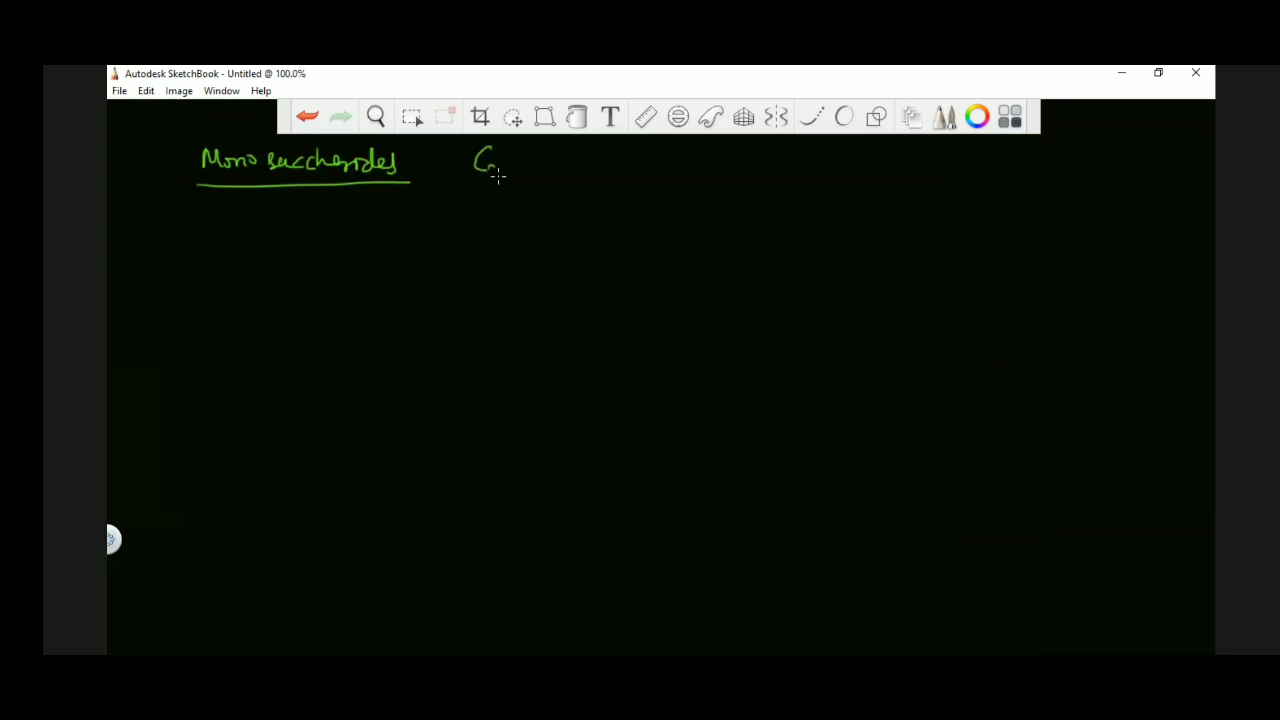 Autodesk SketchBook - Untitled @ 100.0%
File Edit Image Window Help
T
Mono saccharides C